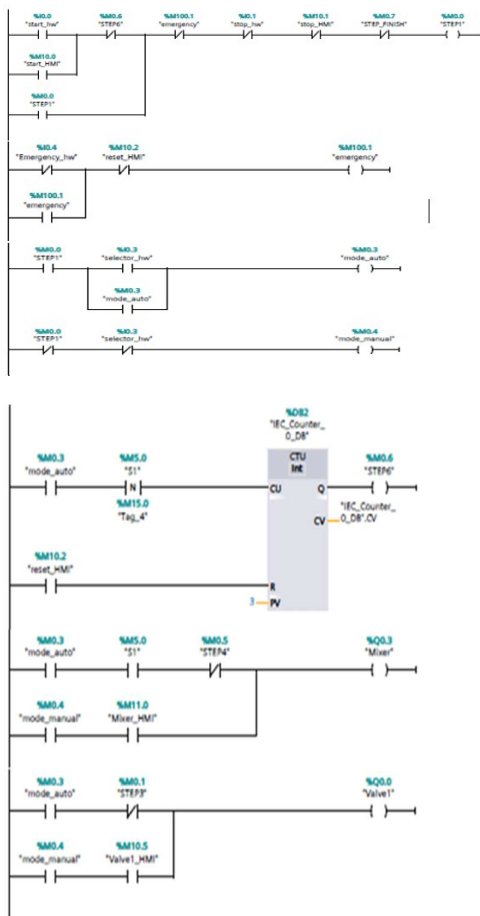 %I0.0 %M0.6 %M100.1 %I0.1 %M10.1 %M0.7 %M0.0
"start_hw" "STEP6" "emergency" "stop_hw" "stop_HMI" "STEP_FINISH" "STEP1"
%M10.0
"start_HMI"
%M0.0
"STEP1"
%I0.4 %M10.2 %M100.1
"Emergency_hw" "reset_HMI" "emergency"
%M100.1
"emergency"
%M0.0 %I0.3 %M0.3
"STEP1" "selector_hw" "mode_auto"
%M0.3
"mode_auto"
%M0.0 %I0.3 %M0.4
"STEP1" "selector_hw" "mode_manual"
%DB2
"IEC_Counter_
0_DB"
%M0.3 %M5.0 CTU %M0.6
"mode_auto" "S1" Int "STEP6"
N CU Q
%M15.0 "IEC_Counter_
"Tag_4" CV 0_DB".CV
%M10.2
"reset_HMI"
R
3 PV
%M0.3 %M5.0 %M0.5 %Q0.3
"mode_auto" "S1" "STEP4" "Mixer"
%M0.4 %M11.0
"mode_manual" "Mixer_HMI"
%M0.3 %M0.1 %Q0.0
"mode_auto" "STEP3" "Valve1"
%M0.4 %M10.5
"mode_manual" "Valve1_HMI"